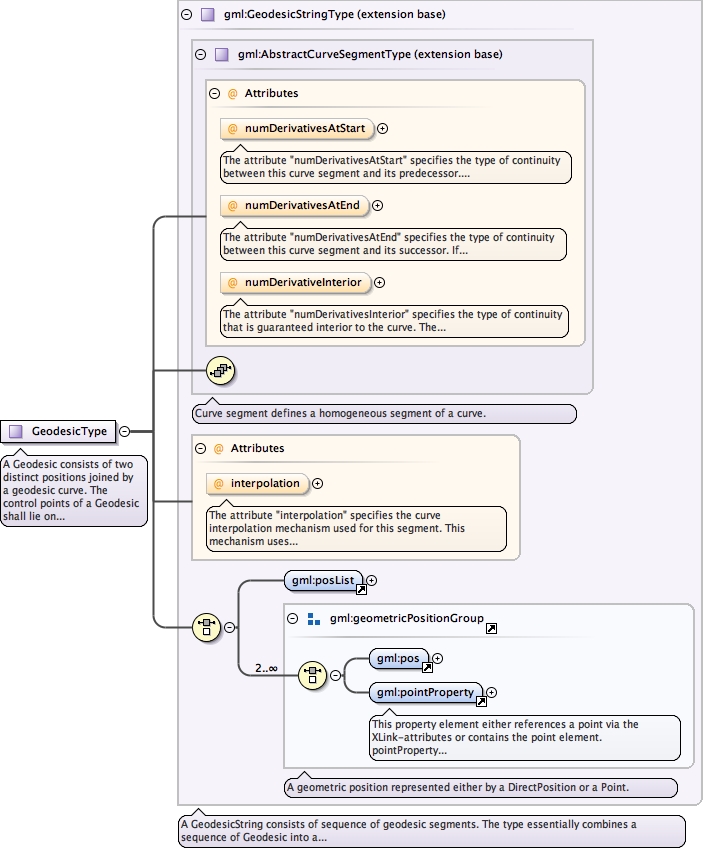 gml:GeodesicStringType (extension base)
gml:AbstractCurveSegmentType (extension base)
@ Attributes
@ numDerivativesAtStart
The attribute "numDerivativesAtStart" specifies the type of continuity
between this curve segment and its predecessor....
@ numDerivativesAtEnd
The attribute "numDerivativesAtEnd" specifies the type of continuity
between this curve segment and its successor. If...
@ numDerivativeInterior
The attribute "numDerivativesInterior" specifies the type of continuity
that is guaranteed interior to the curve. The...
Curve segment defines a homogeneous segment of a curve.
GeodesicType
A Geodesic consists of two
distinct positions joined by
a geodesic curve. The
control points of a Geodesic
shall lie on...
@ Attributes
@ interpolation
The attribute "interpolation" specifies the curve
interpolation mechanism used for this segment. This
mechanism uses...
gml:posList
gml:geometricPositionGroup
2..∞
gml:pos
gml:pointProperty
This property element either references a point via the
XLink-attributes or contains the point element.
pointProperty...
A geometric position represented either by a DirectPosition or a Point.
A GeodesicString consists of sequence of geodesic segments. The type essentially combines a
sequence of Geodesic into a...